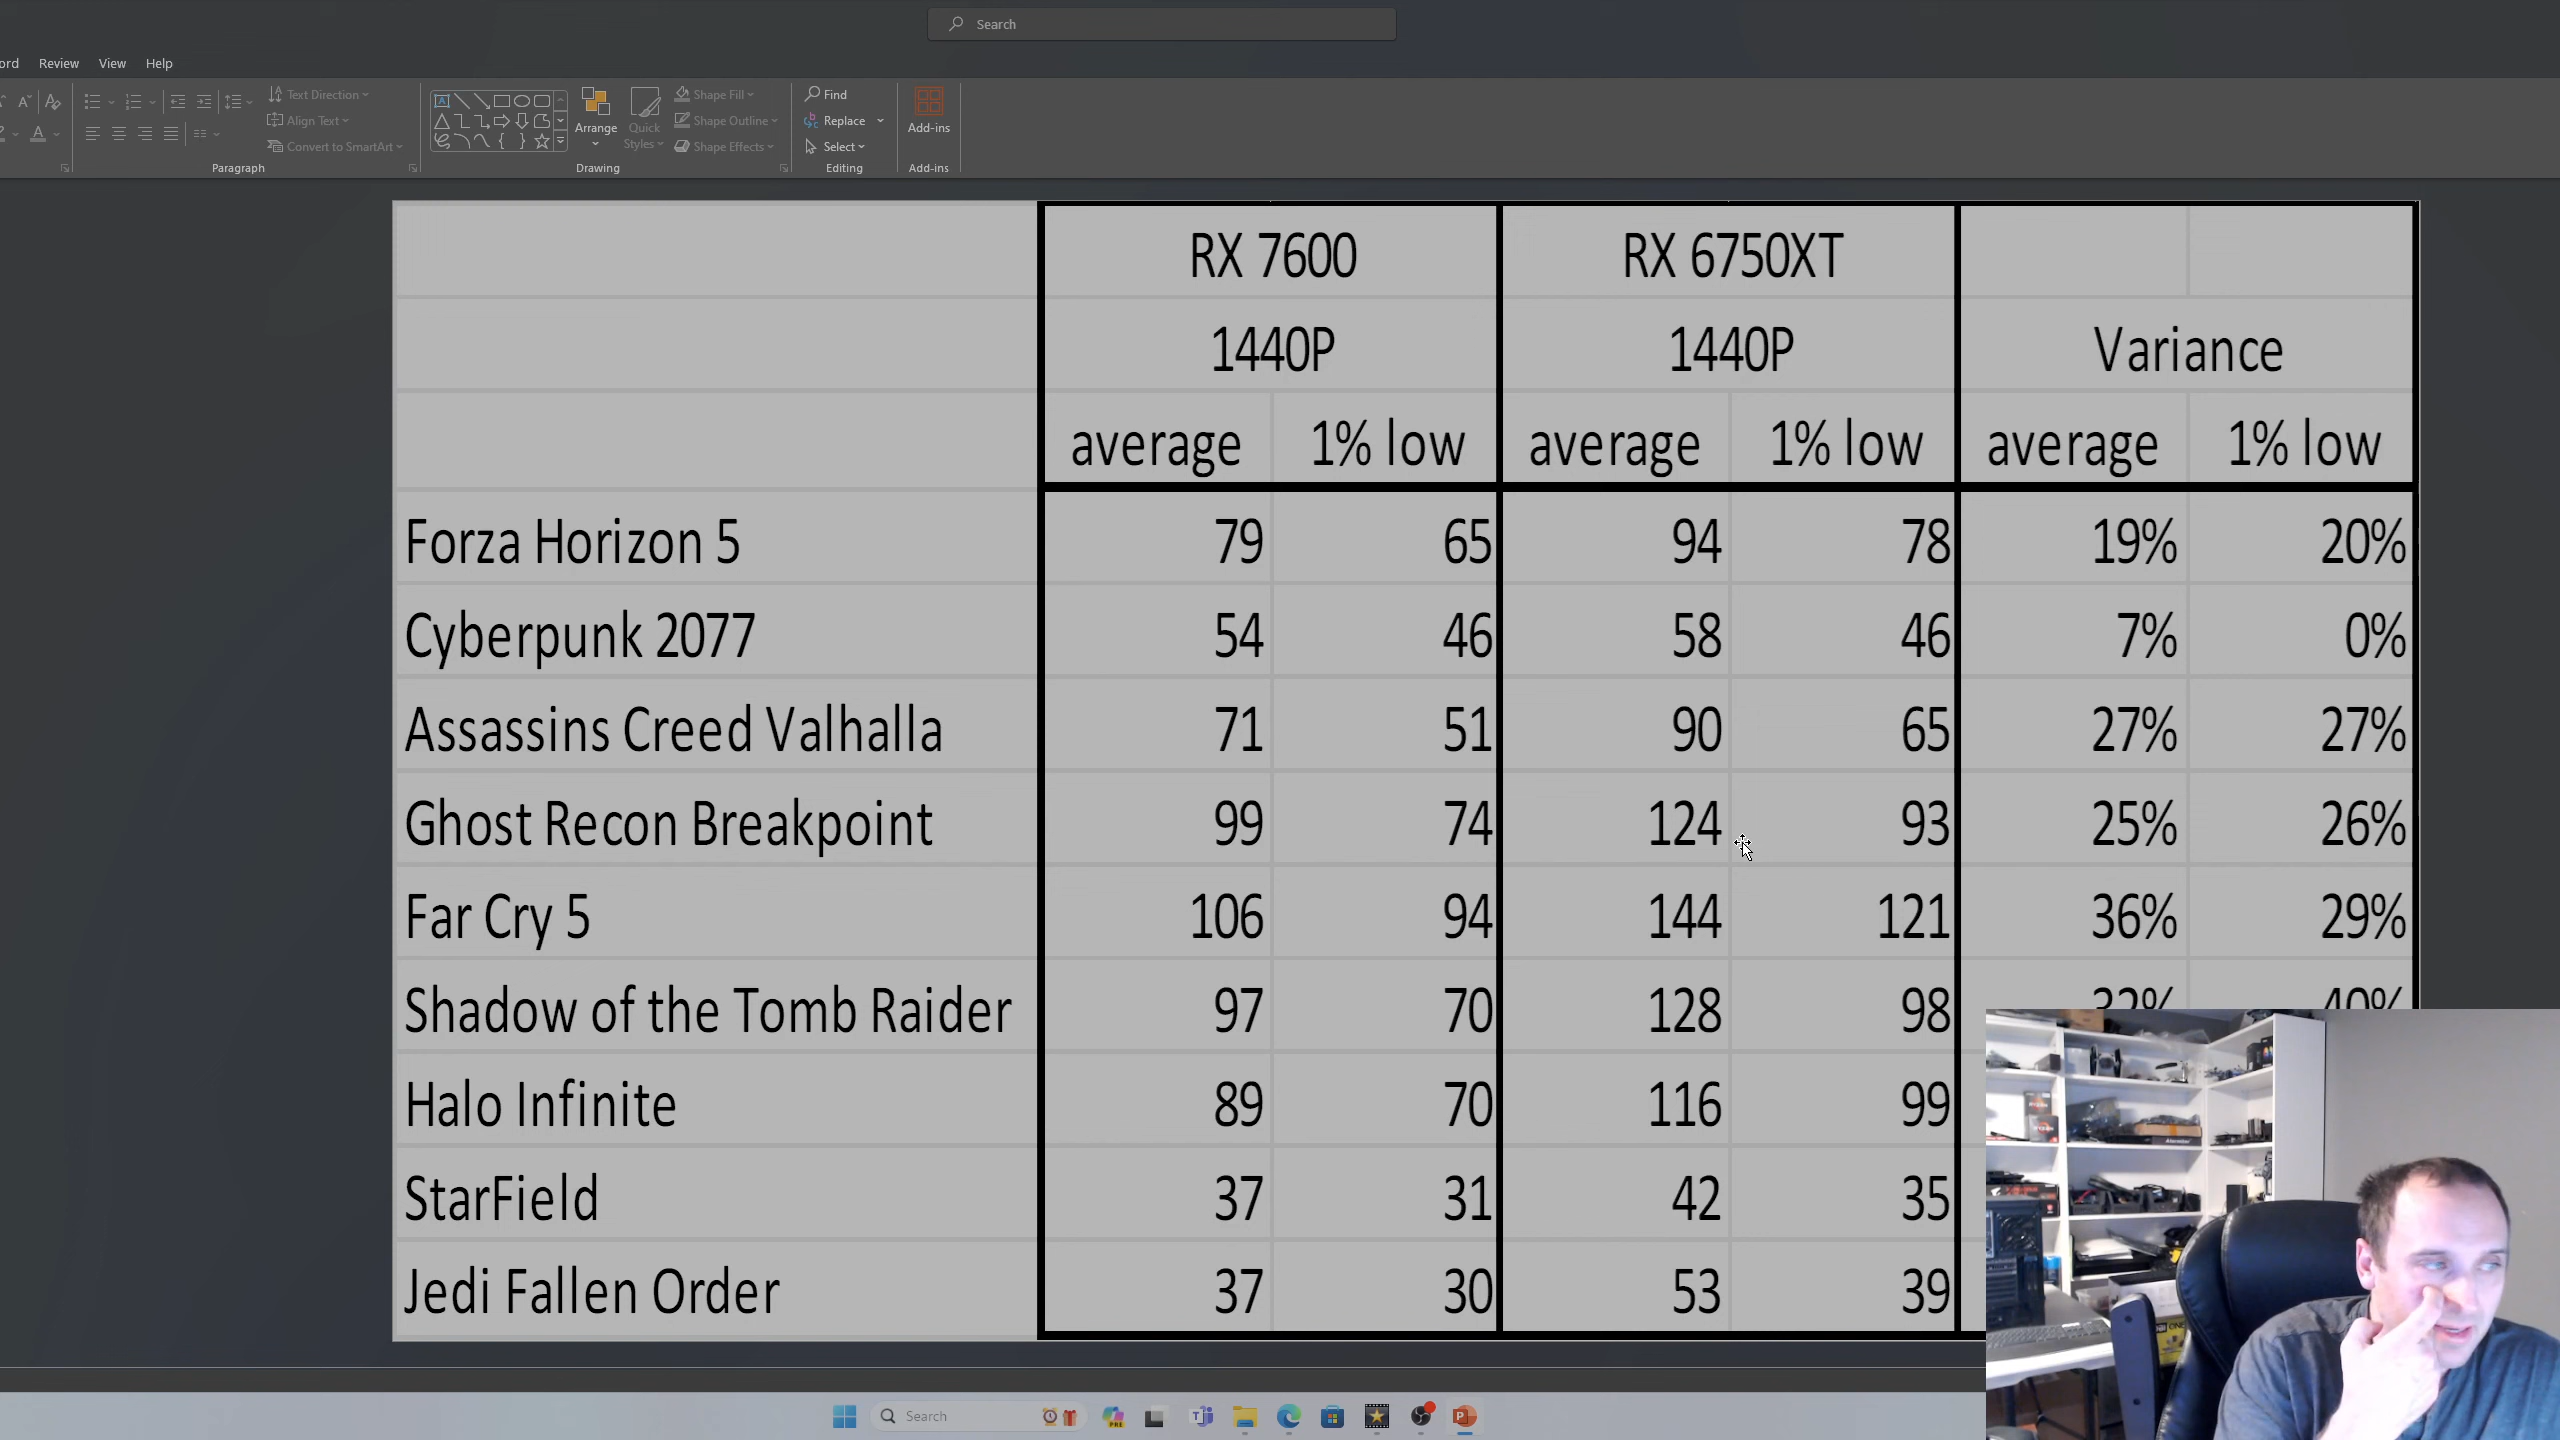 Search
ord Review View Help
Text Direction
Align Text
Convert to SmartArt
Paragraph
Arrange
Quick Styles
Shape Fill
Shape Outline
Shape Effects
Drawing
Find
Replace
Select
Editing
Add-ins
Add-ins
RX 7600 RX 6750XT
1440P 1440P Variance
average 1% low average 1% low average 1% low
Forza Horizon 5 79 65 94 78 19% 20%
Cyberpunk 2077 54 46 58 46 7% 0%
Assassins Creed Valhalla 71 51 90 65 27% 27%
Ghost Recon Breakpoint 99 74 124 93 25% 26%
Far Cry 5 106 94 144 121 36% 29%
Shadow of the Tomb Raider 97 70 128 98 32% 40%
Halo Infinite 89 70 116 99
StarField 37 31 42 35
Jedi Fallen Order 37 30 53 39
Search